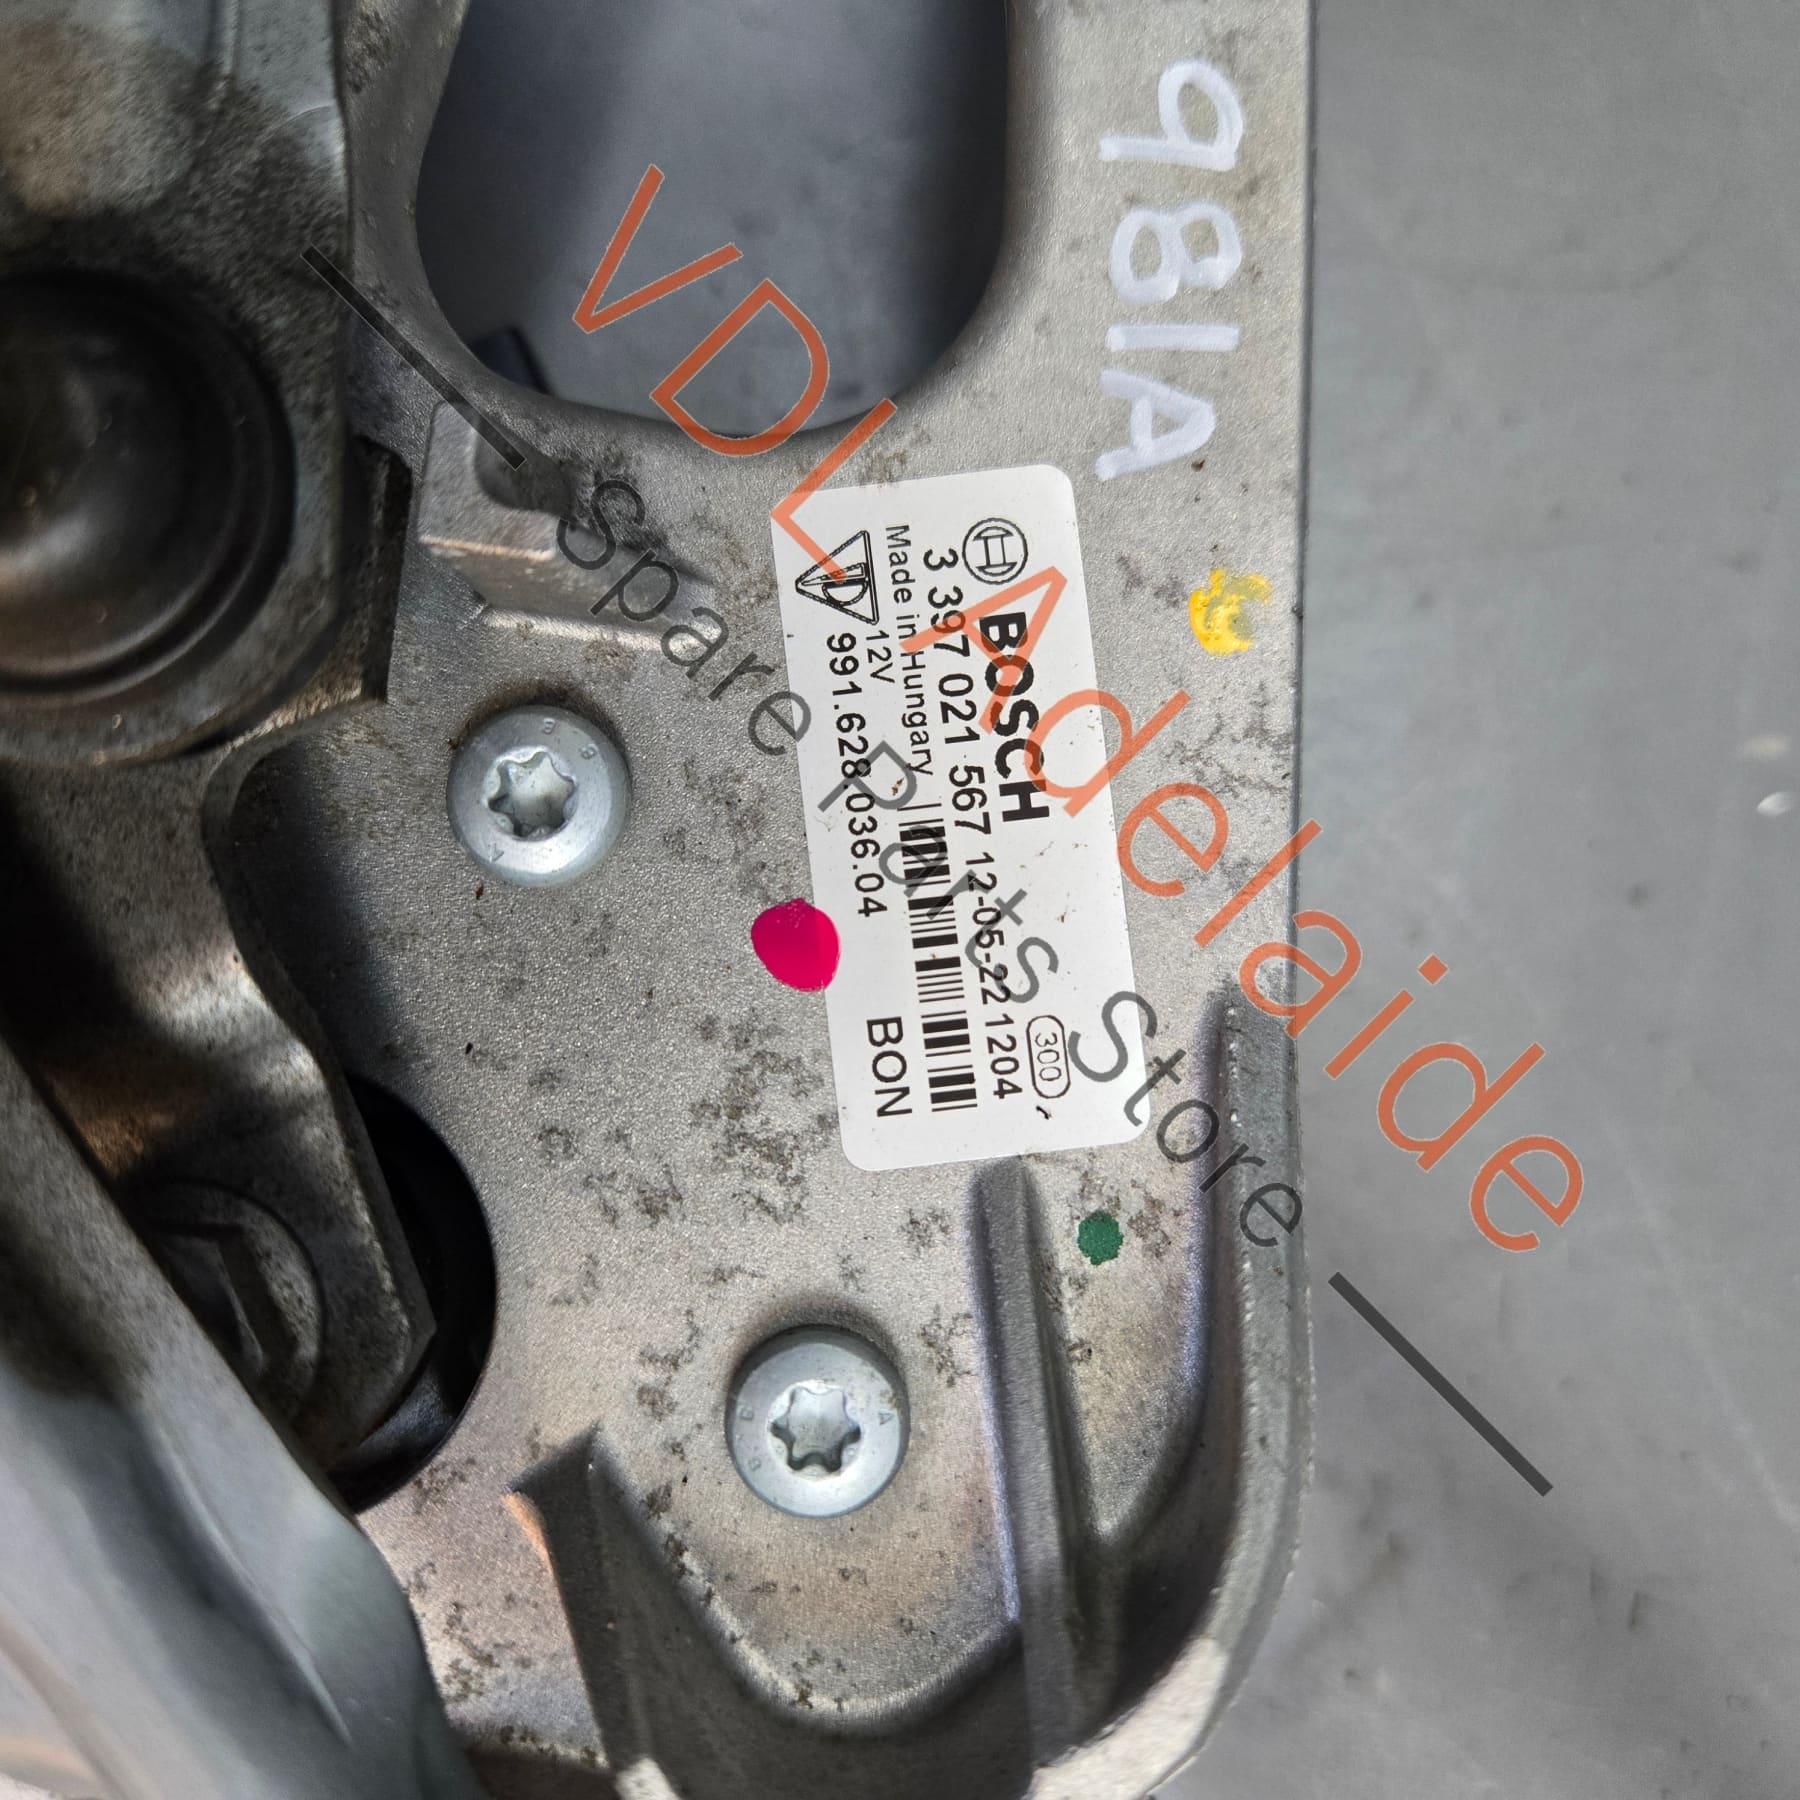 981A
BOSCH
300
3 397 021 567 12-05-22 1204
Made in Hungary
12V
991.628.036.04 BON
VDL Adelaide
Spare Parts Store